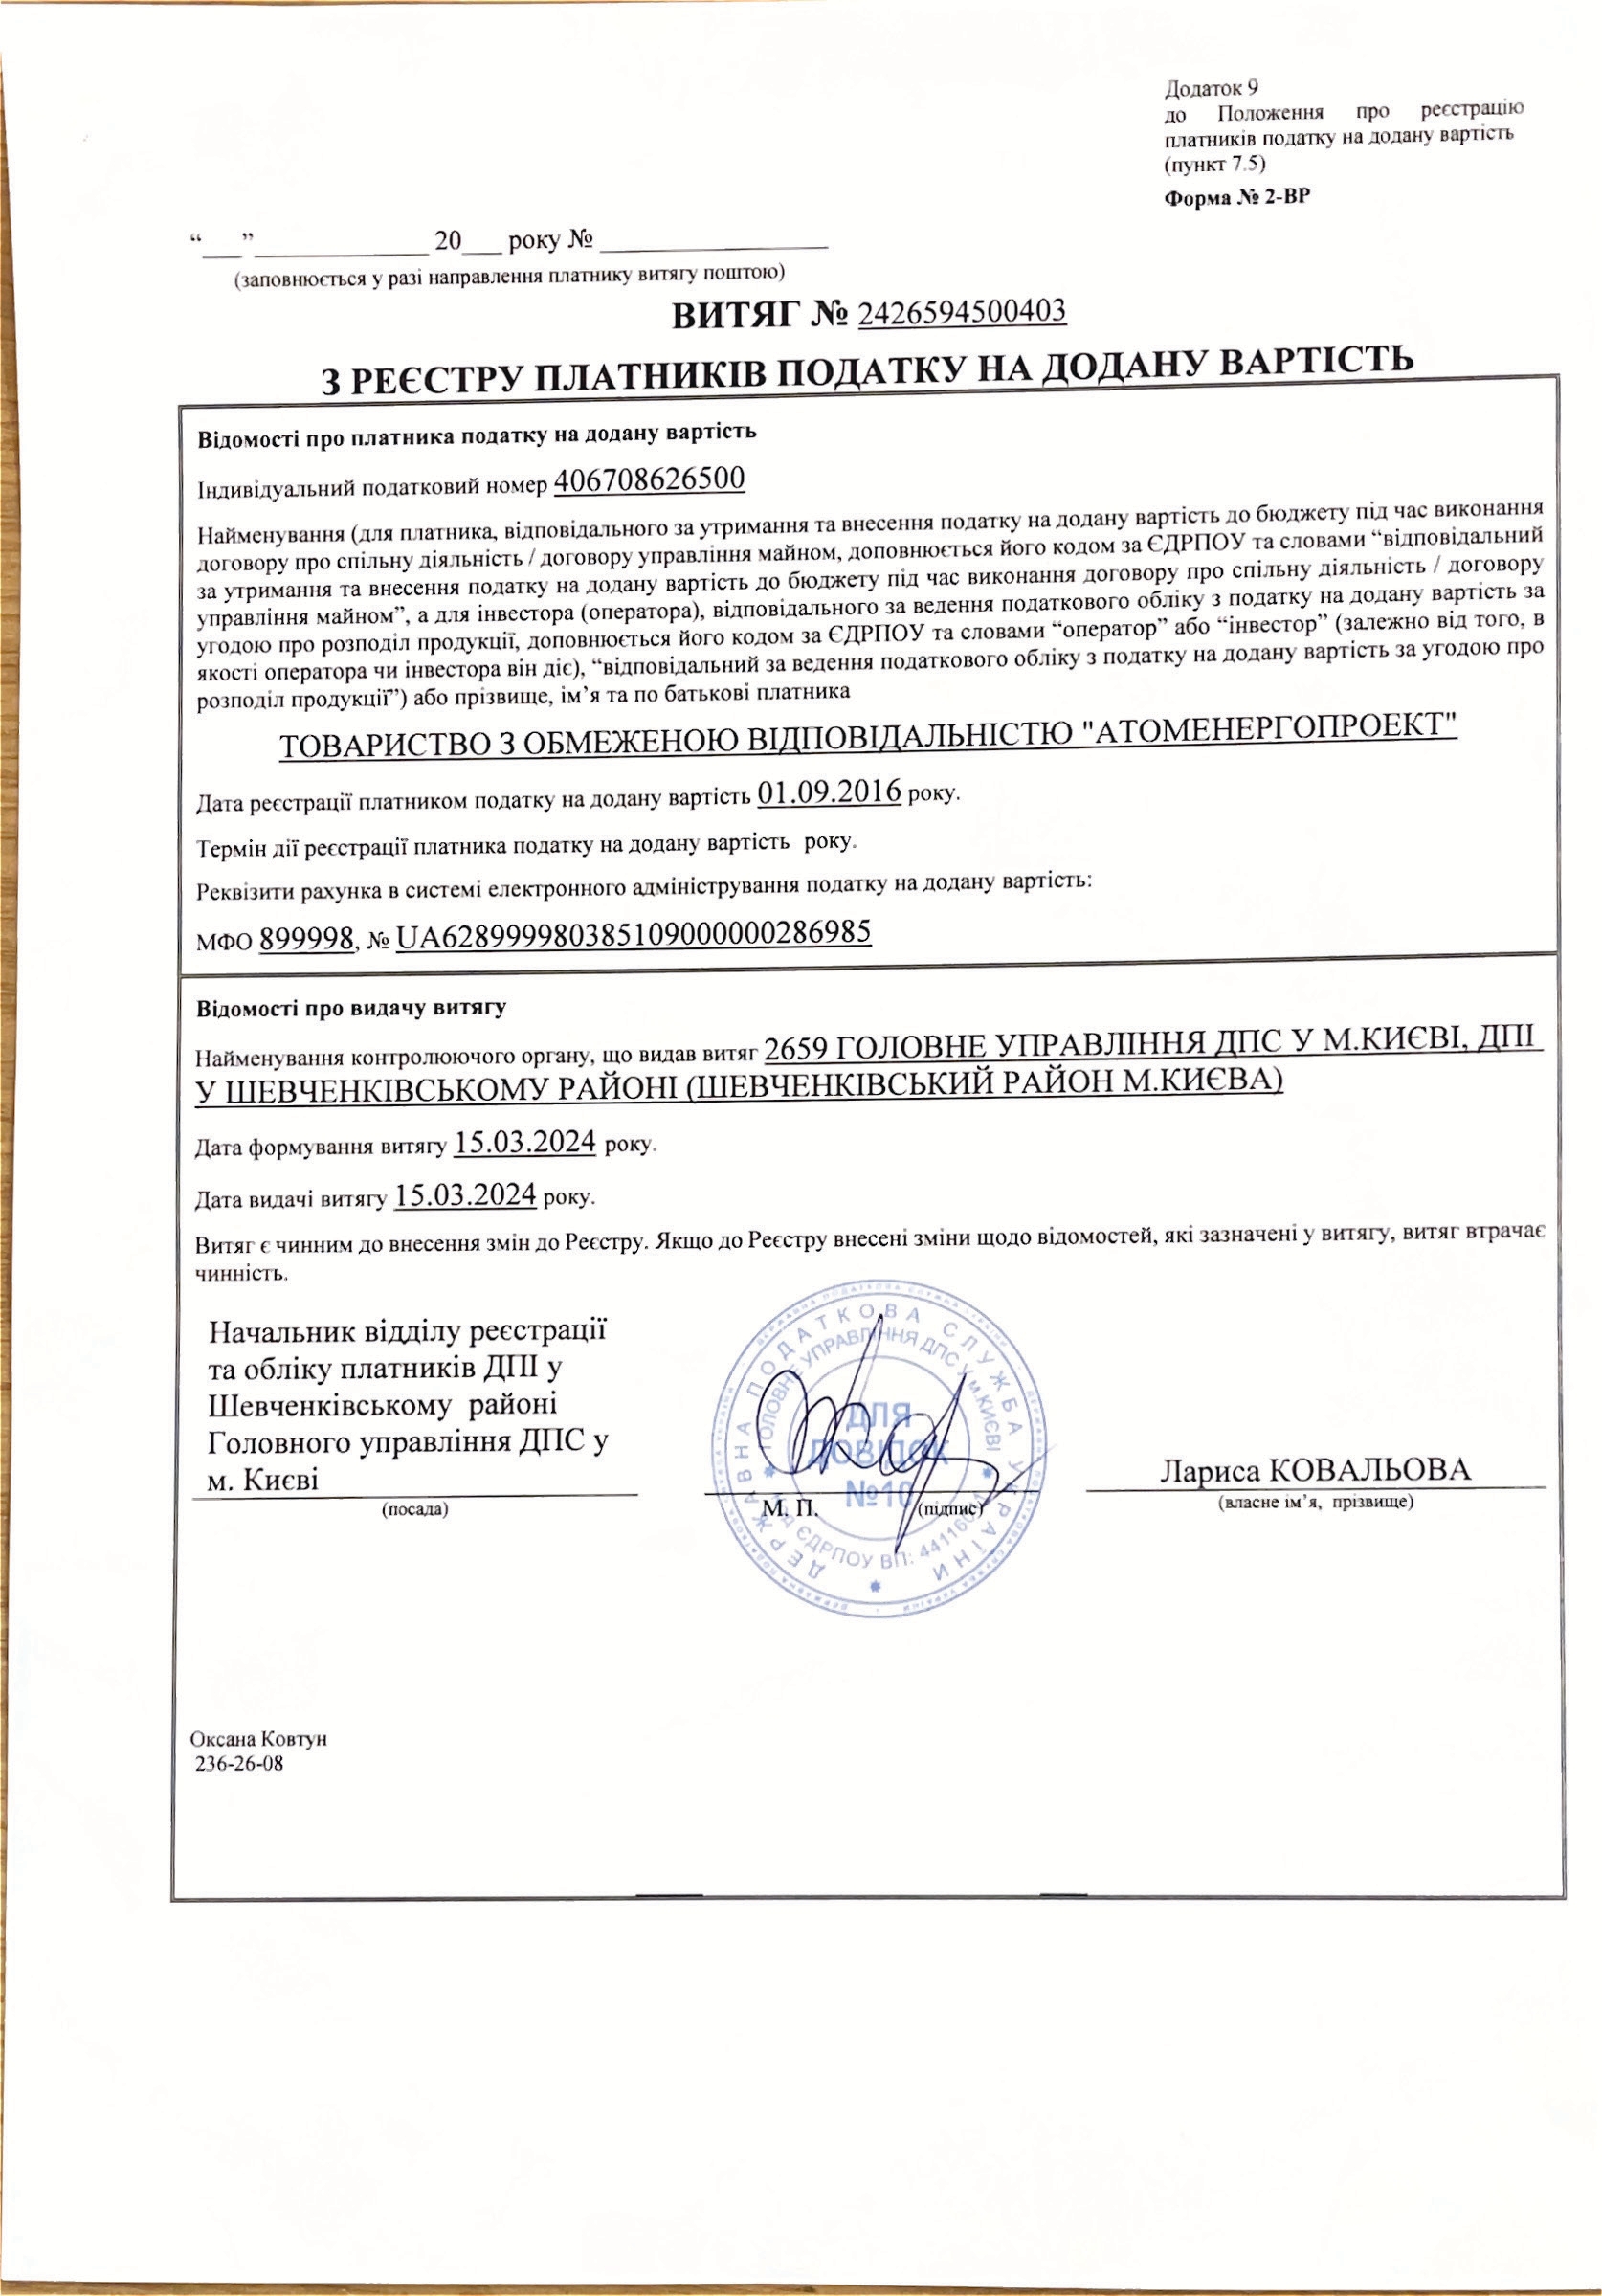 Додаток 9
до Положення про реєстрацію
платників податку на додану вартість
(пункт 7.5)
Форма № 2-ВР
“___” _____________ 20___ року № _________________
(заповнюється у разі направлення платнику витягу поштою)
ВИТЯГ № 2426594500403
З РЕЄСТРУ ПЛАТНИКІВ ПОДАТКУ НА ДОДАНУ ВАРТІСТЬ
Відомості про платника податку на додану вартість
Індивідуальний податковий номер 406708626500
Найменування (для платника, відповідального за утримання та внесення податку на додану вартість до бюджету під час виконання
договору про спільну діяльність / договору управління майном, доповнюється його кодом за ЄДРПОУ та словами “відповідальний
за утримання та внесення податку на додану вартість до бюджету під час виконання договору про спільну діяльність / договору
управління майном”, а для інвестора (оператора), відповідального за ведення податкового обліку з податку на додану вартість за
угодою про розподіл продукції, доповнюється його кодом за ЄДРПОУ та словами “оператор” або “інвестор” (залежно від того, в
якості оператора чи інвестора він діє), “відповідальний за ведення податкового обліку з податку на додану вартість за угодою про
розподіл продукції”) або прізвище, ім’я та по батькові платника
ТОВАРИСТВО З ОБМЕЖЕНОЮ ВІДПОВІДАЛЬНІСТЮ "АТОМЕНЕРГОПРОЕКТ"
Дата реєстрації платником податку на додану вартість 01.09.2016 року.
Термін дії реєстрації платника податку на додану вартість року.
Реквізити рахунка в системі електронного адміністрування податку на додану вартість:
МФО 899998, № UA628999980385109000000286985
Відомості про видачу витягу
Найменування контролюючого органу, що видав витяг 2659 ГОЛОВНЕ УПРАВЛІННЯ ДПС У М.КИЄВІ, ДПІ
У ШЕВЧЕНКІВСЬКОМУ РАЙОНІ (ШЕВЧЕНКІВСЬКИЙ РАЙОН М.КИЄВА)
Дата формування витягу 15.03.2024 року.
Дата видачі витягу 15.03.2024 року.
Витяг є чинним до внесення змін до Реєстру. Якщо до Реєстру внесені зміни щодо відомостей, які зазначені у витягу, витяг втрачає
чинність.
Начальник відділу реєстрації
та обліку платників ДПІ у
Шевченківському районі
Головного управління ДПС у
м. Києві
(посада)
ДЕРЖАВНА ПОДАТКОВА СЛУЖБА УКРАЇНИ
ГОЛОВНЕ УПРАВЛІННЯ ДПС У М.КИЄВІ
ДЛЯ
ДОВІДОК
№10
ЄДРПОУ ВП:
М. П. (підпис)
Лариса КОВАЛЬОВА
(власне ім’я, прізвище)
Оксана Ковтун
236-26-08